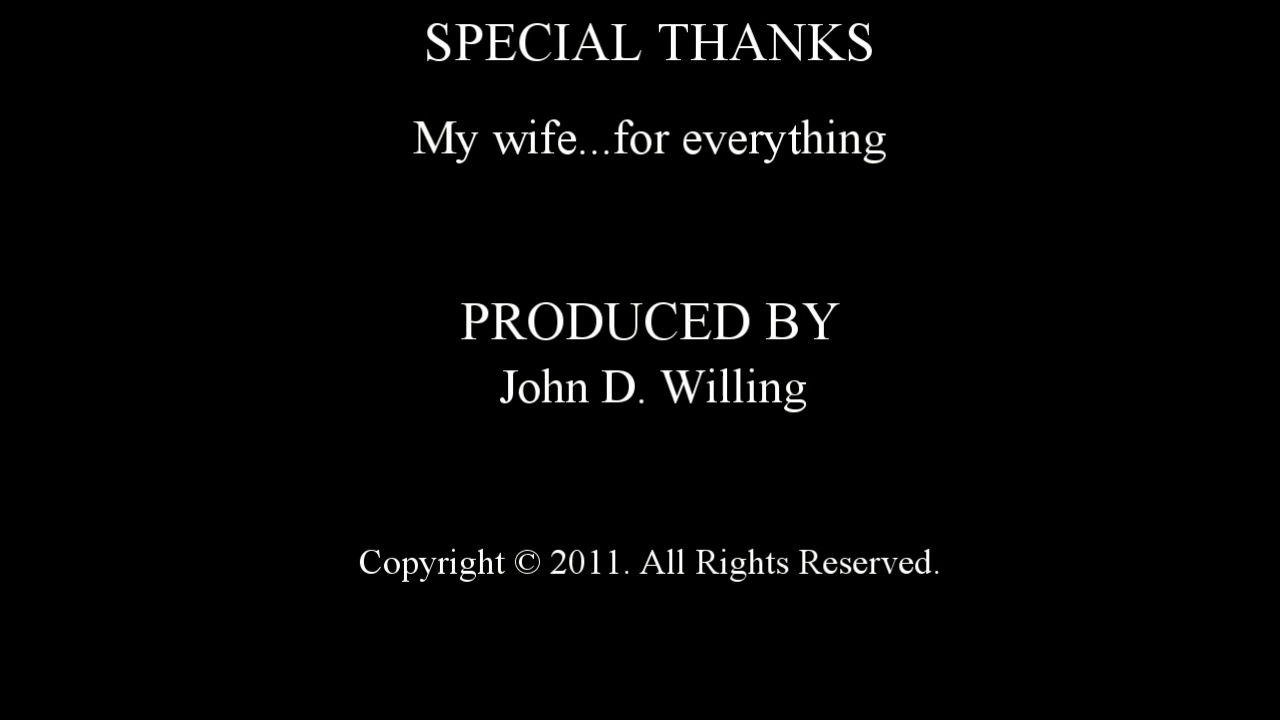 SPECIAL THANKS
My wife...for everything
PRODUCED BY
John D. Willing
Copyright © 2011. All Rights Reserved.